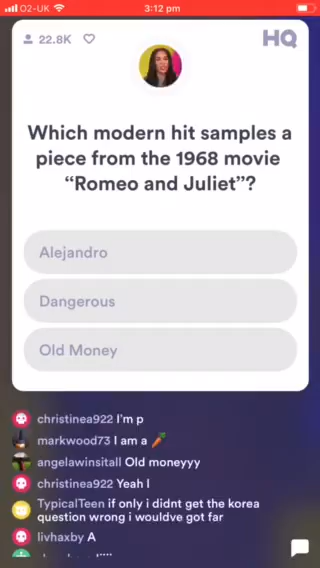 O2-UK 3:12 pm
22.8K HQ
Which modern hit samples a
piece from the 1968 movie
“Romeo and Juliet”?
Alejandro
Dangerous
Old Money
christinea922 I'm p
markwood73 I am a 🥕
angelawinsitall Old moneyyy
christinea922 Yeah I
TypicalTeen if only i didnt get the korea
question wrong i wouldve got far
livhaxby A